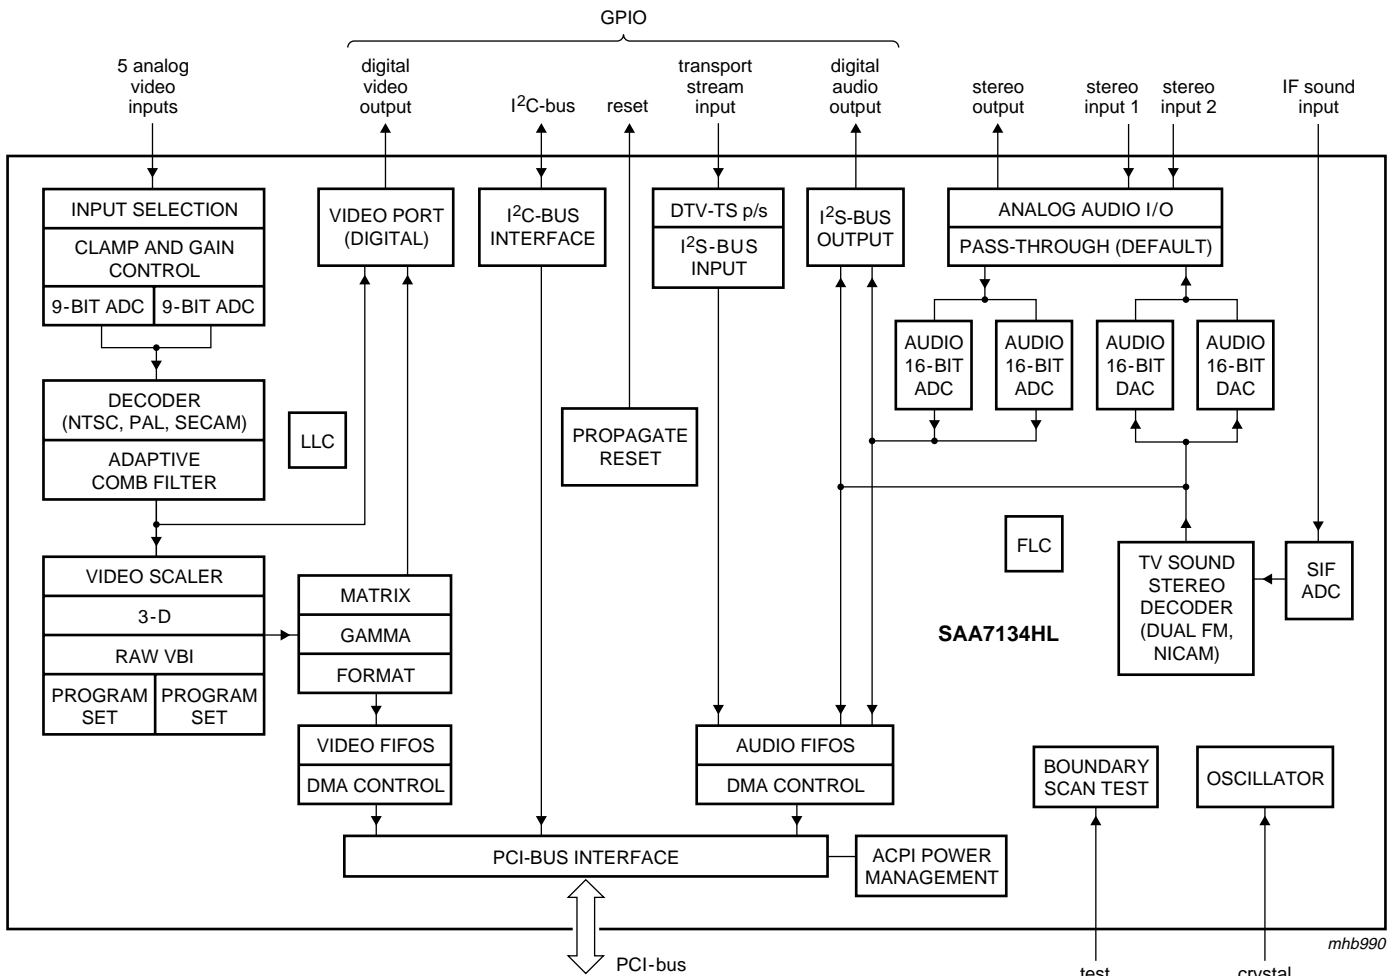 GPIO
5 analog
video
inputs
digital
video
output
I2C-bus
reset
transport
stream
input
digital
audio
output
stereo
output
stereo
input 1
stereo
input 2
IF sound
input
INPUT SELECTION
CLAMP AND GAIN
CONTROL
9-BIT ADC
9-BIT ADC
VIDEO PORT
(DIGITAL)
I2C-BUS
INTERFACE
DTV-TS p/s
I2S-BUS
INPUT
I2S-BUS
OUTPUT
ANALOG AUDIO I/O
PASS-THROUGH (DEFAULT)
AUDIO
16-BIT
ADC
AUDIO
16-BIT
ADC
AUDIO
16-BIT
DAC
AUDIO
16-BIT
DAC
DECODER
(NTSC, PAL, SECAM)
ADAPTIVE
COMB FILTER
LLC
PROPAGATE
RESET
FLC
TV SOUND
STEREO
DECODER
(DUAL FM,
NICAM)
SIF
ADC
VIDEO SCALER
3-D
RAW VBI
PROGRAM
SET
PROGRAM
SET
MATRIX
GAMMA
FORMAT
SAA7134HL
VIDEO FIFOS
DMA CONTROL
AUDIO FIFOS
DMA CONTROL
BOUNDARY
SCAN TEST
OSCILLATOR
PCI-BUS INTERFACE
ACPI POWER
MANAGEMENT
mhb990
PCI-bus
test
crystal